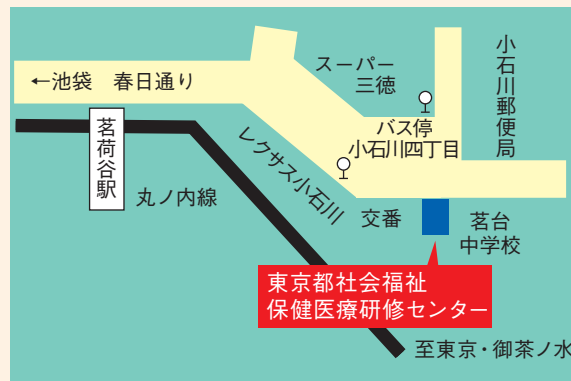 ←池袋　春日通り
スーパー
三徳
小石川郵便局
バス停
小石川四丁目
茗荷谷駅
丸ノ内線
レクサス小石川
交番
茗台
中学校
東京都社会福祉
保健医療研修センター
至東京・御茶ノ水